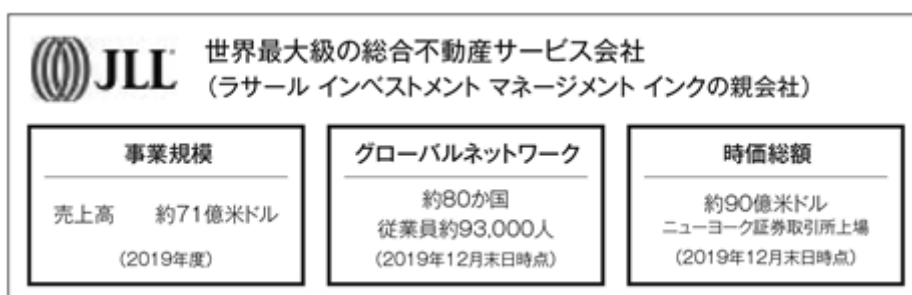 JLL
世界最大級の総合不動産サービス会社
（ラサール インベストメント マネージメント インクの親会社）
事業規模
売上高 約71億米ドル
（2019年度）
グローバルネットワーク
約80か国
従業員約93,000人
（2019年12月末日時点）
時価総額
約90億米ドル
ニューヨーク証券取引所上場
（2019年12月末日時点）